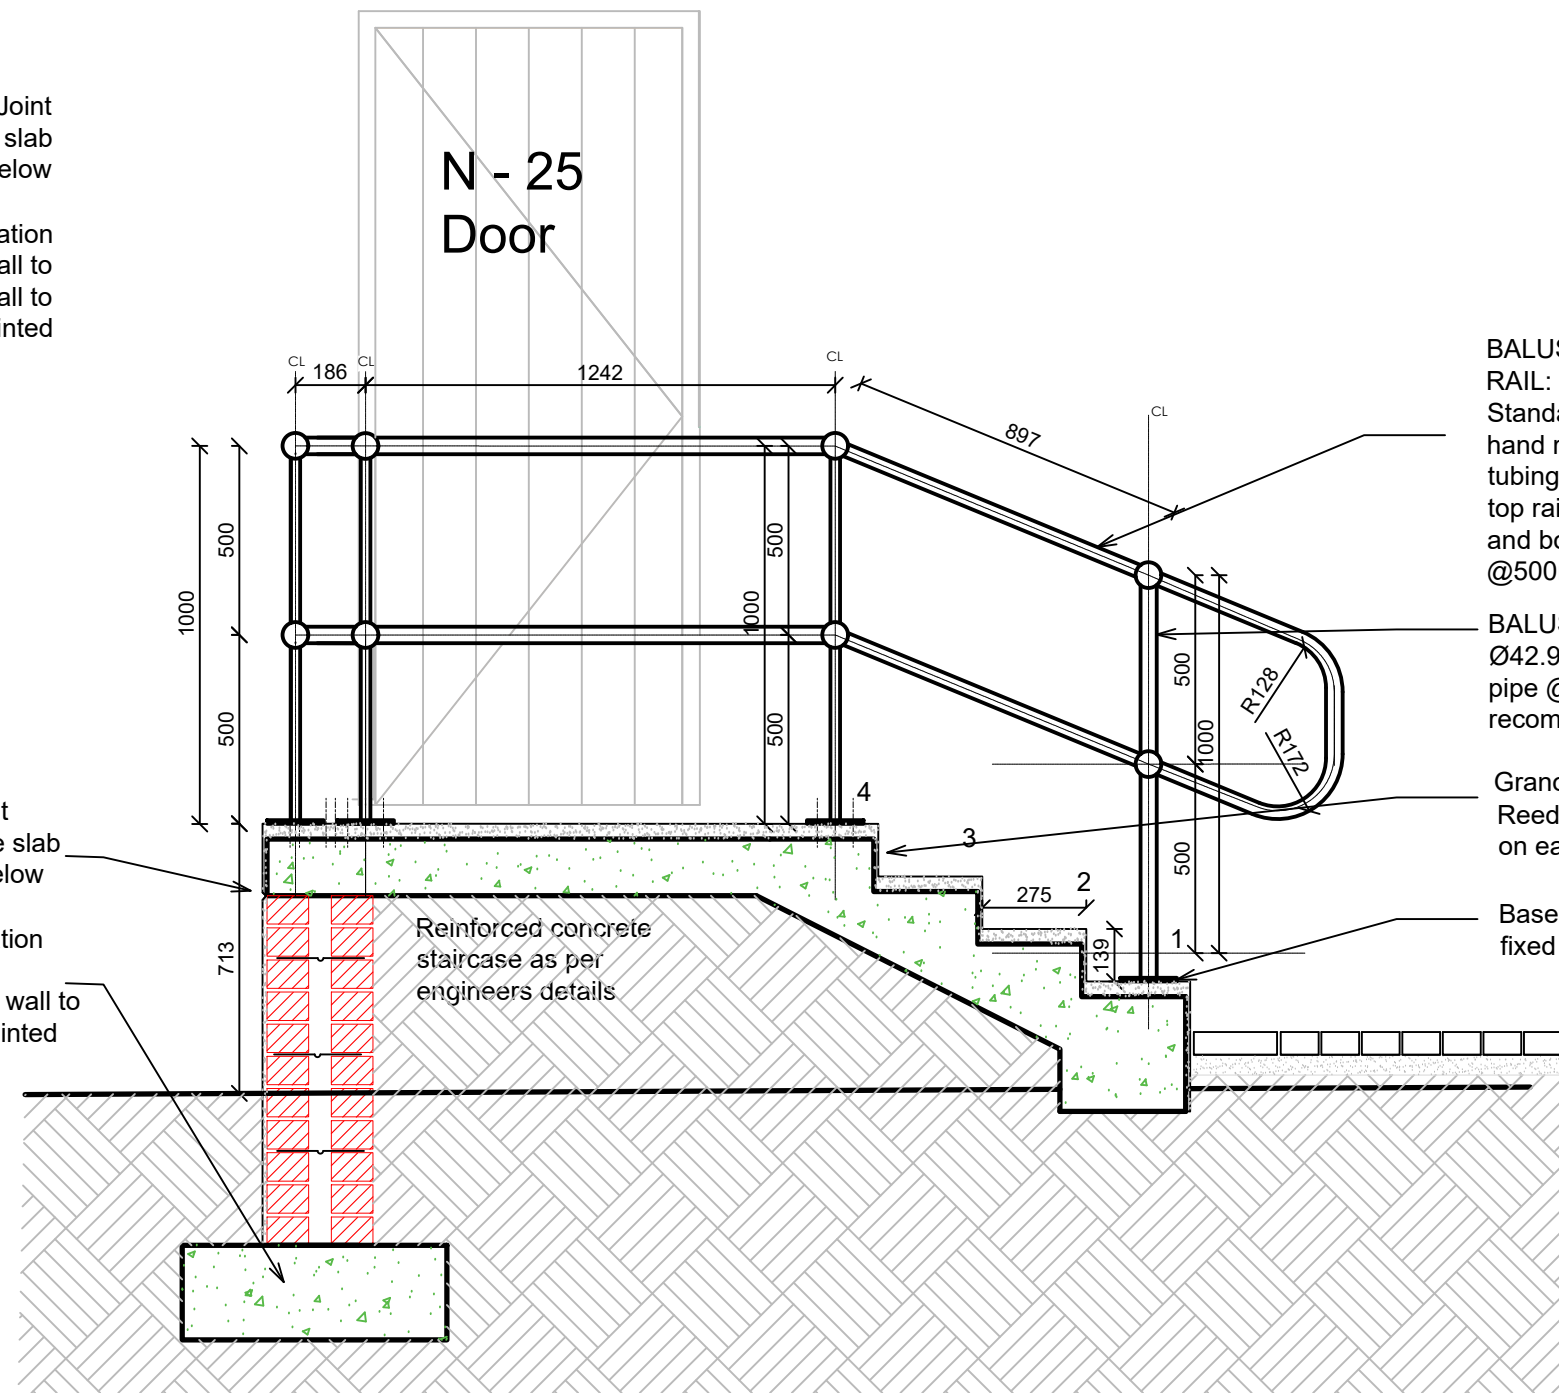 Joint
slab
elow
ation
all to
all to
inted
N - 25
Door
CL
CL
CL
CL
186
1242
897
500
500
1000
500
500
1000
500
500
1000
R128
R172
713
275
139
4
3
2
1
BALUS
RAIL:
Standa
hand r
tubing
top rai
and bo
@500
BALUS
Ø42.9
pipe @
recom
Grano
Reed
on ea
Base
fixed
t
e slab
elow
tion
wall to
inted
Reinforced concrete
staircase as per
engineers details